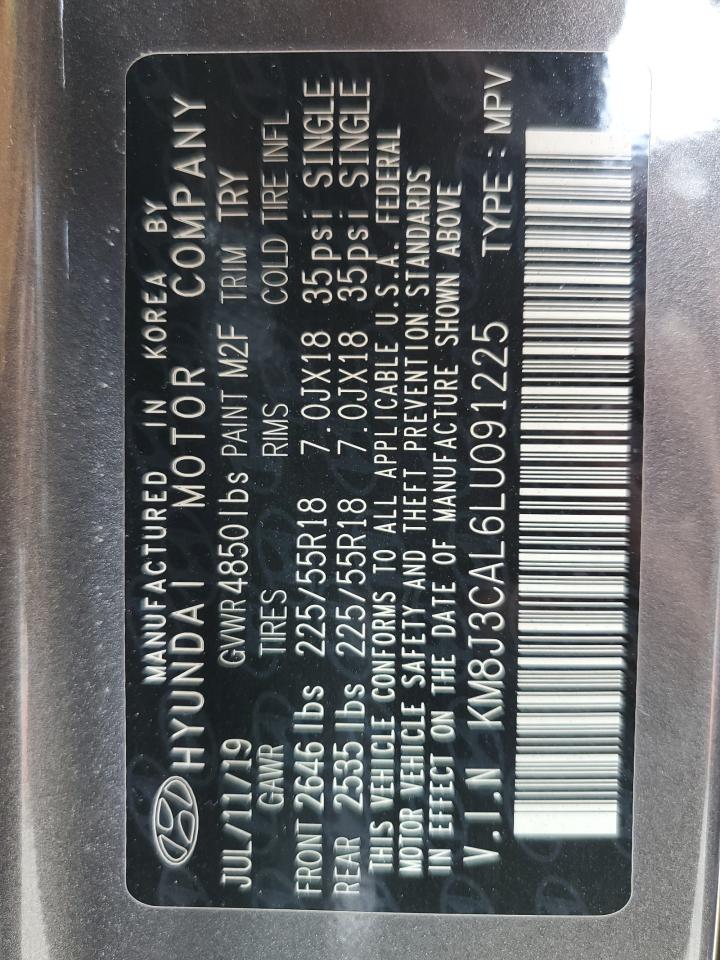 MANUFACTURED IN KOREA BY
HYUNDAI MOTOR COMPANY
JUL/11/19 GVWR 4850 lbs PAINT M2F TRIM TRY
GAWR TIRES RIMS COLD TIRE INFL
FRONT 2646 lbs 225/55R18 7.0JX18 35psi SINGLE
REAR 2535 lbs 225/55R18 7.0JX18 35psi SINGLE
THIS VEHICLE CONFORMS TO ALL APPLICABLE U.S.A. FEDERAL
MOTOR VEHICLE SAFETY AND THEFT PREVENTION STANDARDS
IN EFFECT ON THE DATE OF MANUFACTURE SHOWN ABOVE
V.I.N KM8J3CAL6LU091225 TYPE : MPV